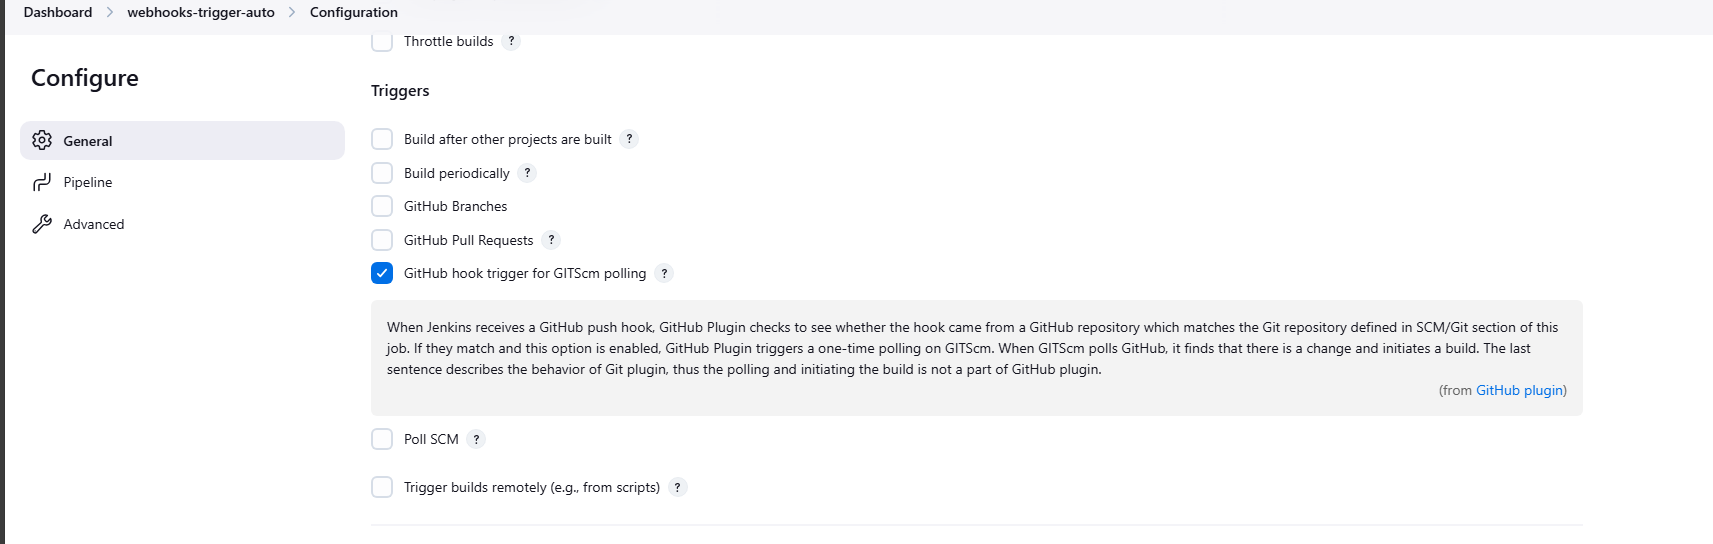 Dashboard > webhooks-trigger-auto > Configuration
Throttle builds ?
Configure
Triggers
General
Pipeline
Advanced
Build after other projects are built ?
Build periodically ?
GitHub Branches
GitHub Pull Requests ?
GitHub hook trigger for GITScm polling ?
When Jenkins receives a GitHub push hook, GitHub Plugin checks to see whether the hook came from a GitHub repository which matches the Git repository defined in SCM/Git section of this
job. If they match and this option is enabled, GitHub Plugin triggers a one-time polling on GITScm. When GITScm polls GitHub, it finds that there is a change and initiates a build. The last
sentence describes the behavior of Git plugin, thus the polling and initiating the build is not a part of GitHub plugin.
(from GitHub plugin)
Poll SCM ?
Trigger builds remotely (e.g., from scripts) ?